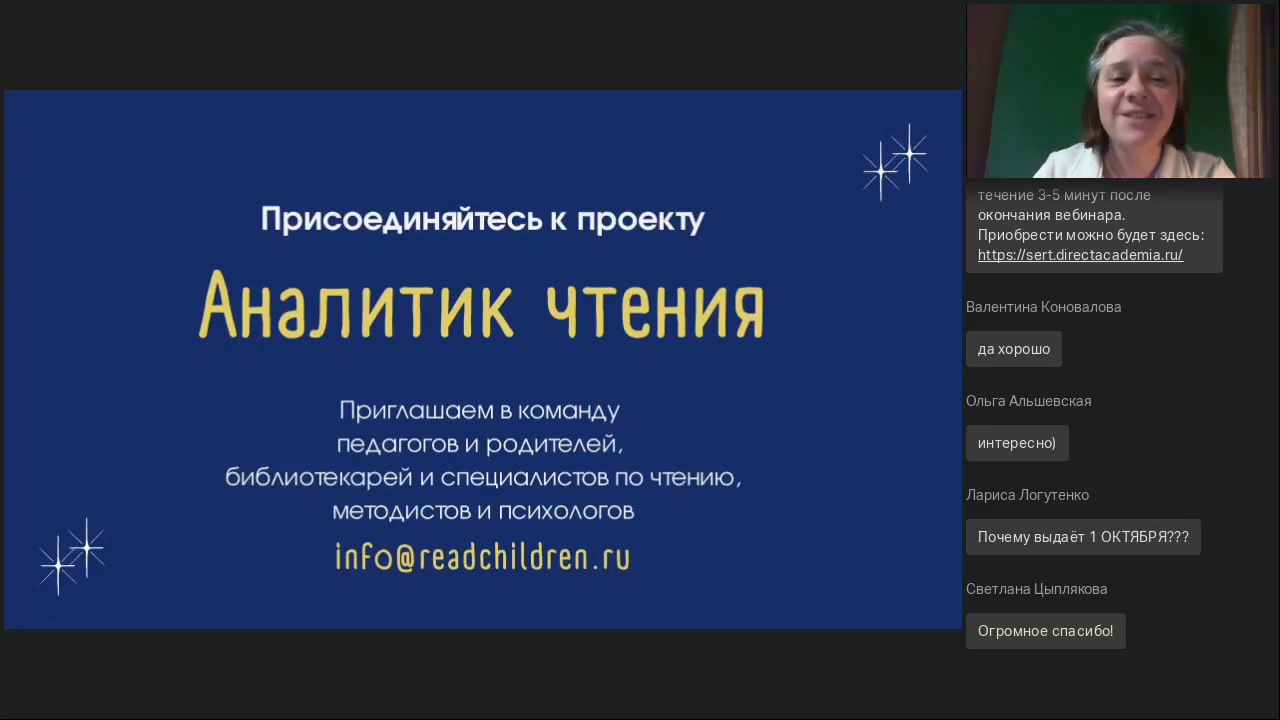 Присоединяйтесь к проекту
Аналитик чтения
Приглашаем в команду
педагогов и родителей,
библиотекарей и специалистов по чтению,
методистов и психологов
info@readchildren.ru
течение 3-5 минут после
окончания вебинара.
Приобрести можно будет здесь:
https://sert.directacademia.ru/
Валентина Коновалова
да хорошо
Ольга Альшевская
интересно)
Лариса Логутенко
Почему выдаёт 1 ОКТЯБРЯ???
Светлана Цыплякова
Огромное спасибо!